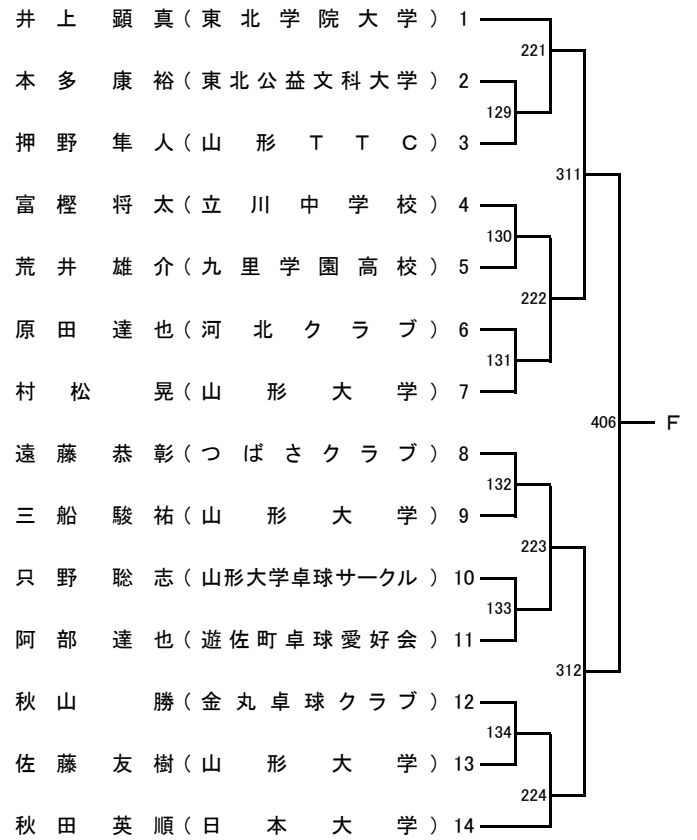 井上顕真(東北学院大学) 1
221
本多康裕(東北公益文科大学) 2
129
押野隼人(山形TTC) 3
311
富樫将太(立川中学校) 4
130
荒井雄介(九里学園高校) 5
222
原田達也(河北クラブ) 6
131
村松晃(山形大学) 7
406 F
遠藤恭彰(つばさクラブ) 8
132
三船駿祐(山形大学) 9
223
只野聡志(山形大学卓球サークル) 10
133
阿部達也(遊佐町卓球愛好会) 11
312
秋山勝(金丸卓球クラブ) 12
134
佐藤友樹(山形大学) 13
224
秋田英順(日本大学) 14